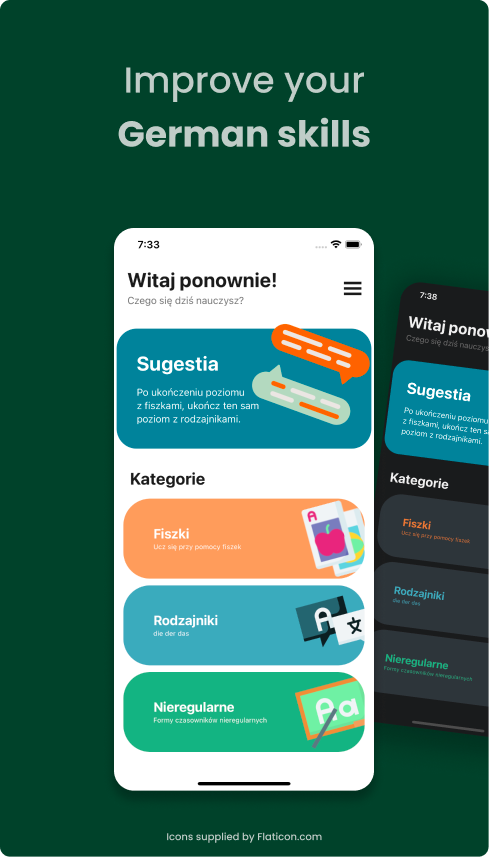 Improve your
German skills
7:33
Witaj ponownie!
Czego się dziś nauczysz?
Sugestia
Po ukończeniu poziomu
z fiszkami, ukończ ten sam
poziom z rodzajnikami.
Kategorie
Fiszki
Ucz się przy pomocy fiszek
A
Rodzajniki
die der das
A
文
Nieregularne
Formy czasowników nieregularnych
Aa
7:38
Witaj ponow
Czego się dziś nauczys
Sugestia
Po ukończeniu poziomu
z fiszkami, ukończ ten sa
poziom z rodzajnikami.
Kategorie
Fiszki
Ucz się przy pomocy fiszek
Rodzajniki
die der das
Nieregularne
Formy czasowników nieregularnych
Icons supplied by Flaticon.com